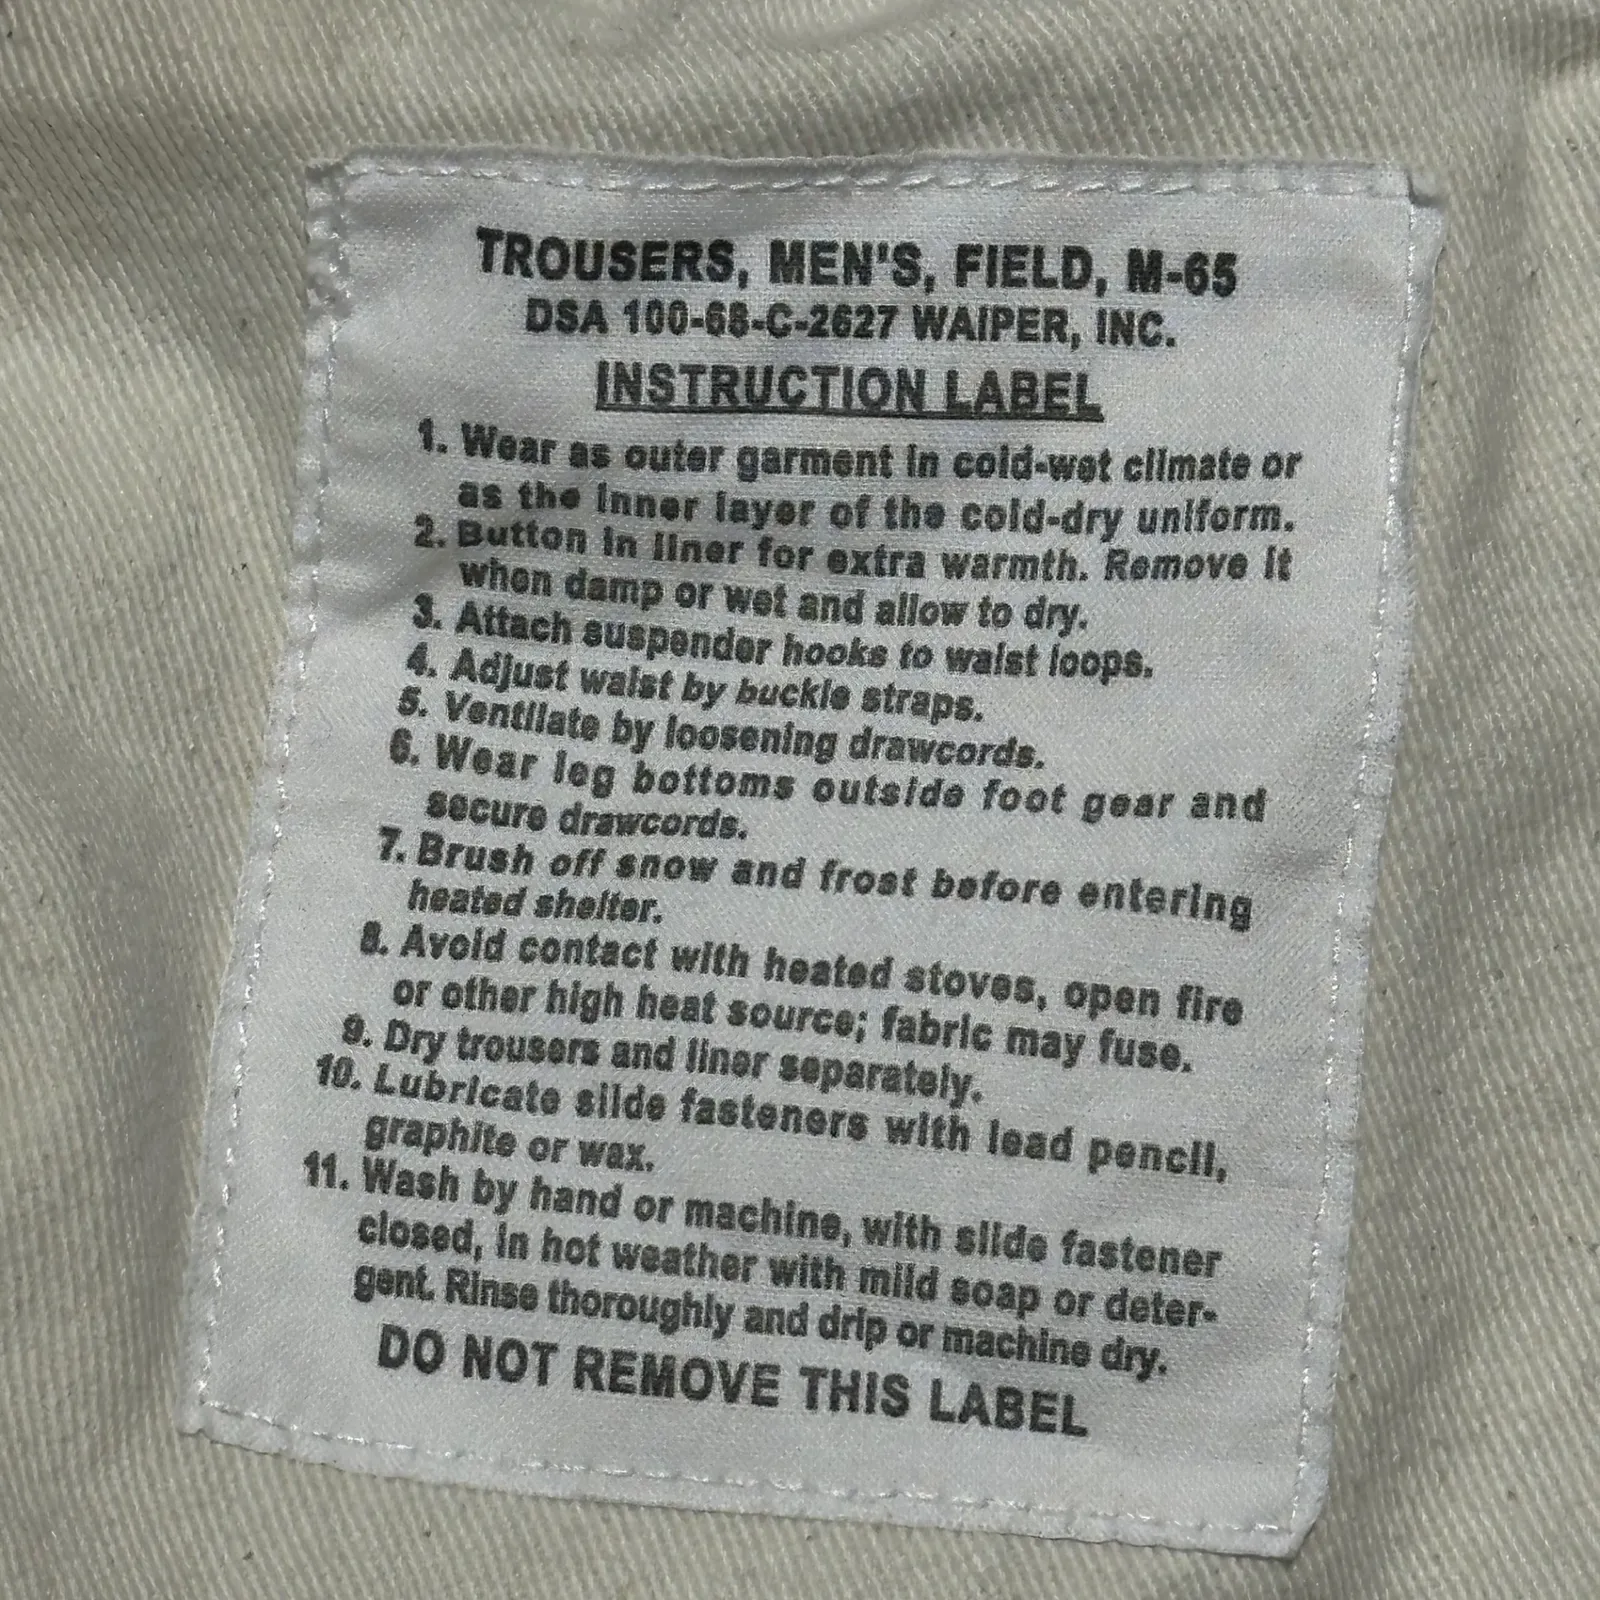 TROUSERS, MEN'S, FIELD, M-65
DSA 100-68-C-2627 WAIPER, INC.
INSTRUCTION LABEL
1. Wear as outer garment in cold-wet climate or
as the inner layer of the cold-dry uniform.
2. Button in liner for extra warmth. Remove it
when damp or wet and allow to dry.
3. Attach suspender hooks to waist loops.
4. Adjust waist by buckle straps.
5. Ventilate by loosening drawcords.
6. Wear leg bottoms outside foot gear and
secure drawcords.
7. Brush off snow and frost before entering
heated shelter.
8. Avoid contact with heated stoves, open fire
or other high heat source; fabric may fuse.
9. Dry trousers and liner separately.
10. Lubricate slide fasteners with lead pencil,
graphite or wax.
11. Wash by hand or machine, with slide fastener
closed, in hot weather with mild soap or deter-
gent. Rinse thoroughly and drip or machine dry.
DO NOT REMOVE THIS LABEL